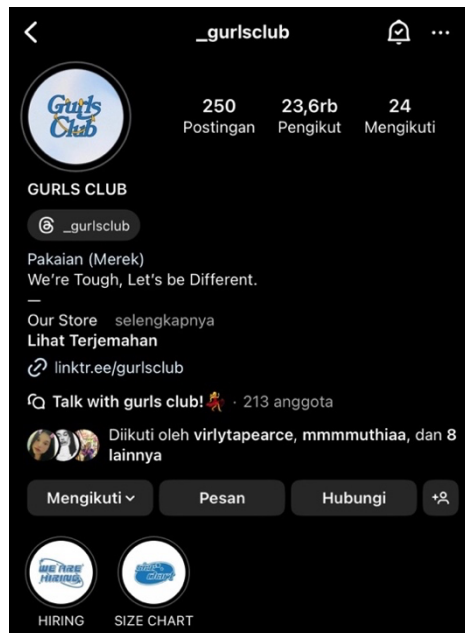 _gurlsclub
Gurls
Club
250 23,6rb 24
Postingan Pengikut Mengikuti
GURLS CLUB
_gurlsclub
Pakaian (Merek)
We're Tough, Let's be Different.
—
Our Store selengkapnya
Lihat Terjemahan
linktr.ee/gurlsclub
Talk with gurls club!💃 · 213 anggota
Diikuti oleh virlytapearce, mmmmuthiaa, dan 8
lainnya
Mengikuti Pesan Hubungi
WE ARE
HIRING
HIRING SIZE CHART